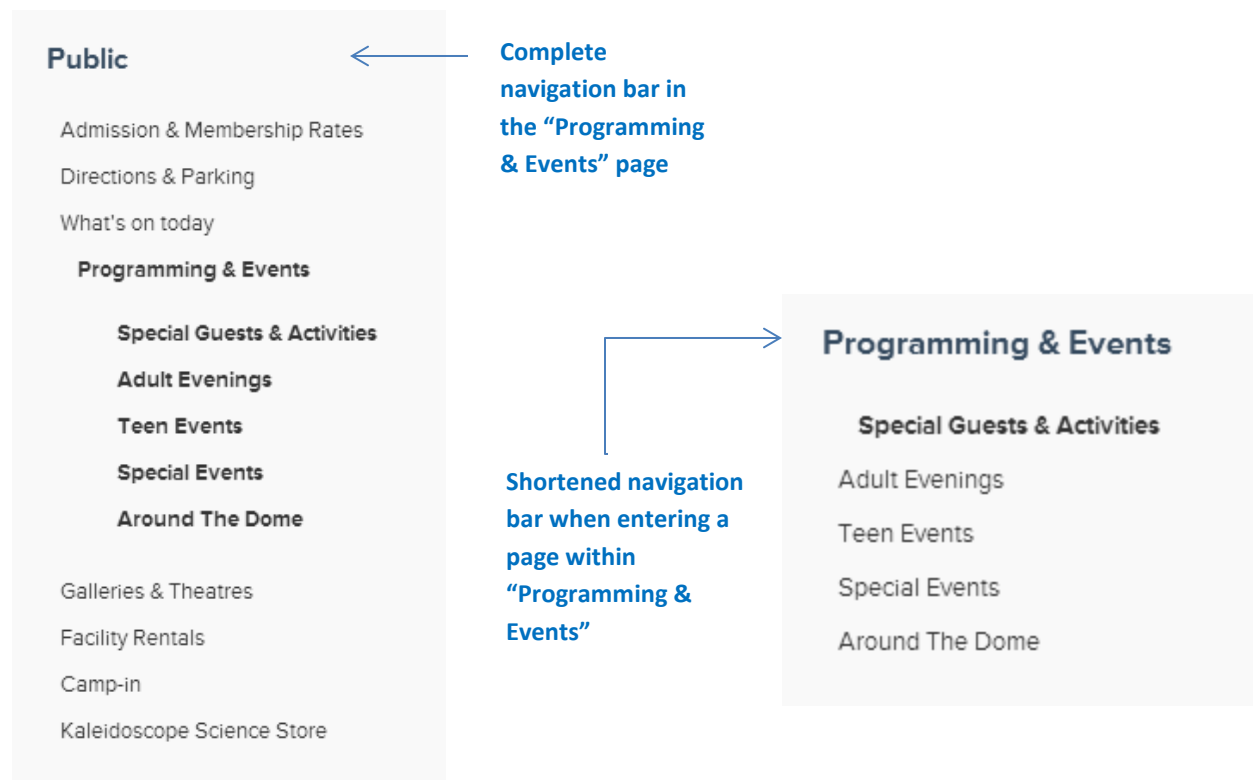 Public
Admission & Membership Rates
Directions & Parking
What's on today
Programming & Events
Special Guests & Activities
Adult Evenings
Teen Events
Special Events
Around The Dome
Galleries & Theatres
Facility Rentals
Camp-in
Kaleidoscope Science Store
Complete
navigation bar in
the “Programming
& Events” page
Shortened navigation
bar when entering a
page within
“Programming &
Events”
Programming & Events
Special Guests & Activities
Adult Evenings
Teen Events
Special Events
Around The Dome